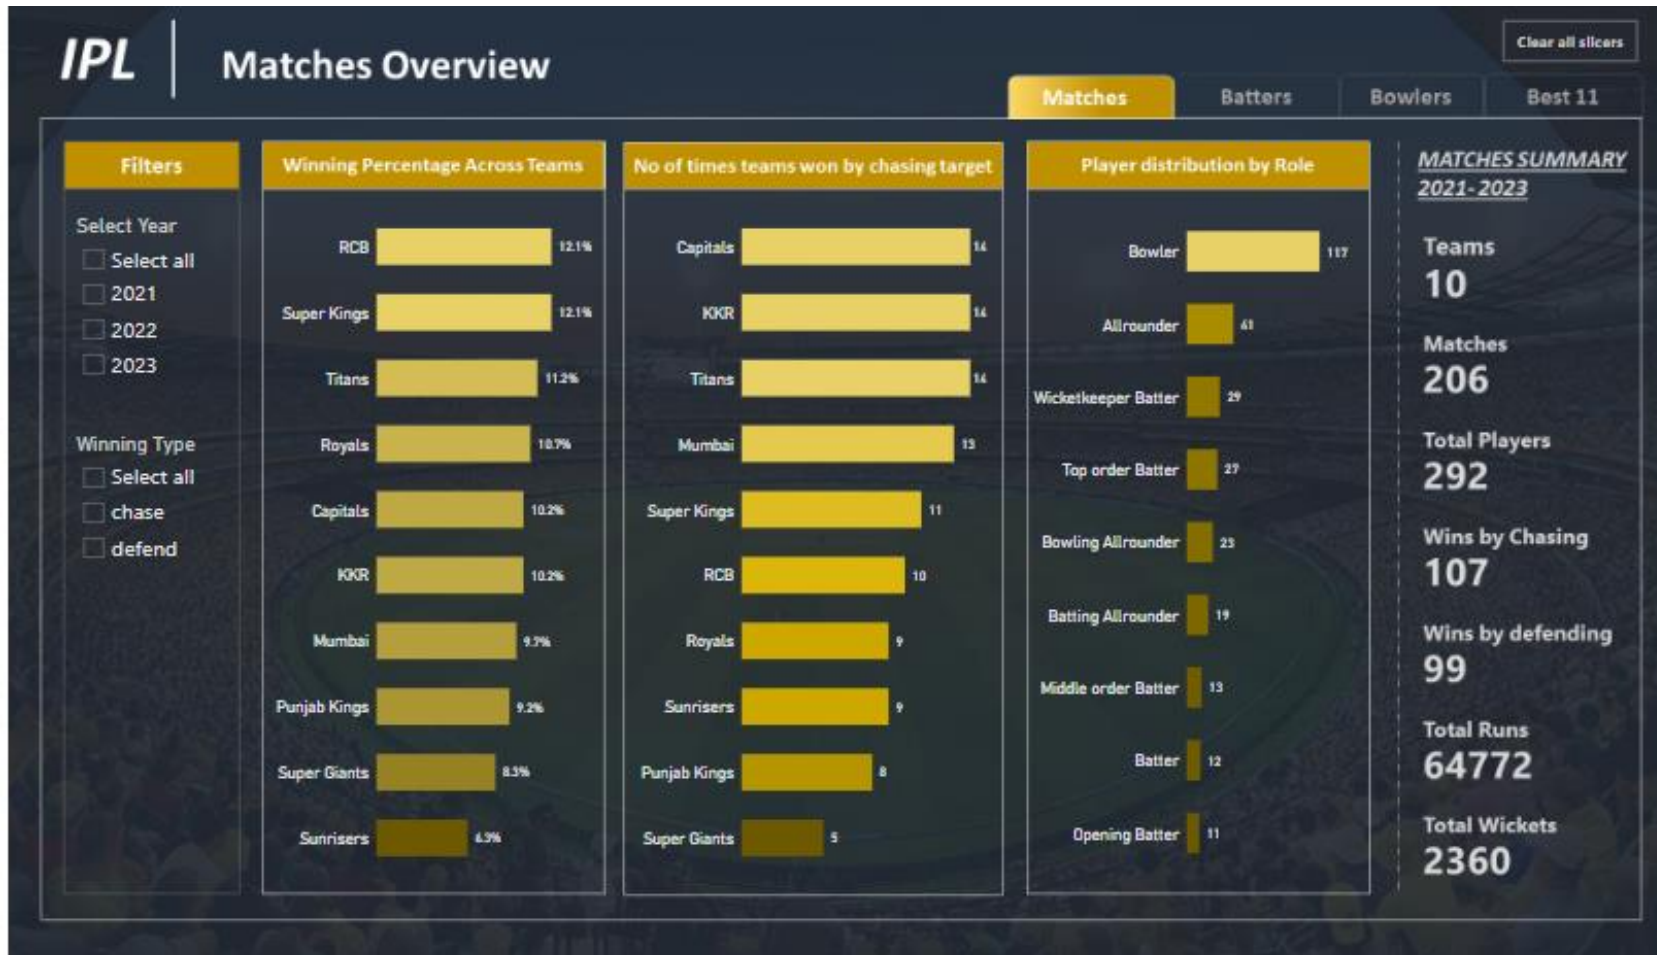 IPL
Matches Overview
Clear all slicers
Matches
Batters
Bowlers
Best 11
Filters
Select Year
Select all
2021
2022
2023
Winning Type
Select all
chase
defend
Winning Percentage Across Teams
RCB 12.1%
Super Kings 12.1%
Titans 11.2%
Royals 10.7%
Capitals 10.2%
KKR 10.2%
Mumbai 9.7%
Punjab Kings 9.2%
Super Giants 8.3%
Sunrisers 6.3%
No of times teams won by chasing target
Capitals 14
KKR 14
Titans 14
Mumbai 13
Super Kings 11
RCB 10
Royals 9
Sunrisers 9
Punjab Kings 8
Super Giants 5
Player distribution by Role
Bowler 117
Allrounder 41
Wicketkeeper Batter 29
Top order Batter 27
Bowling Allrounder 23
Batting Allrounder 19
Middle order Batter 13
Batter 12
Opening Batter 11
MATCHES SUMMARY
2021-2023
Teams
10
Matches
206
Total Players
292
Wins by Chasing
107
Wins by defending
99
Total Runs
64772
Total Wickets
2360